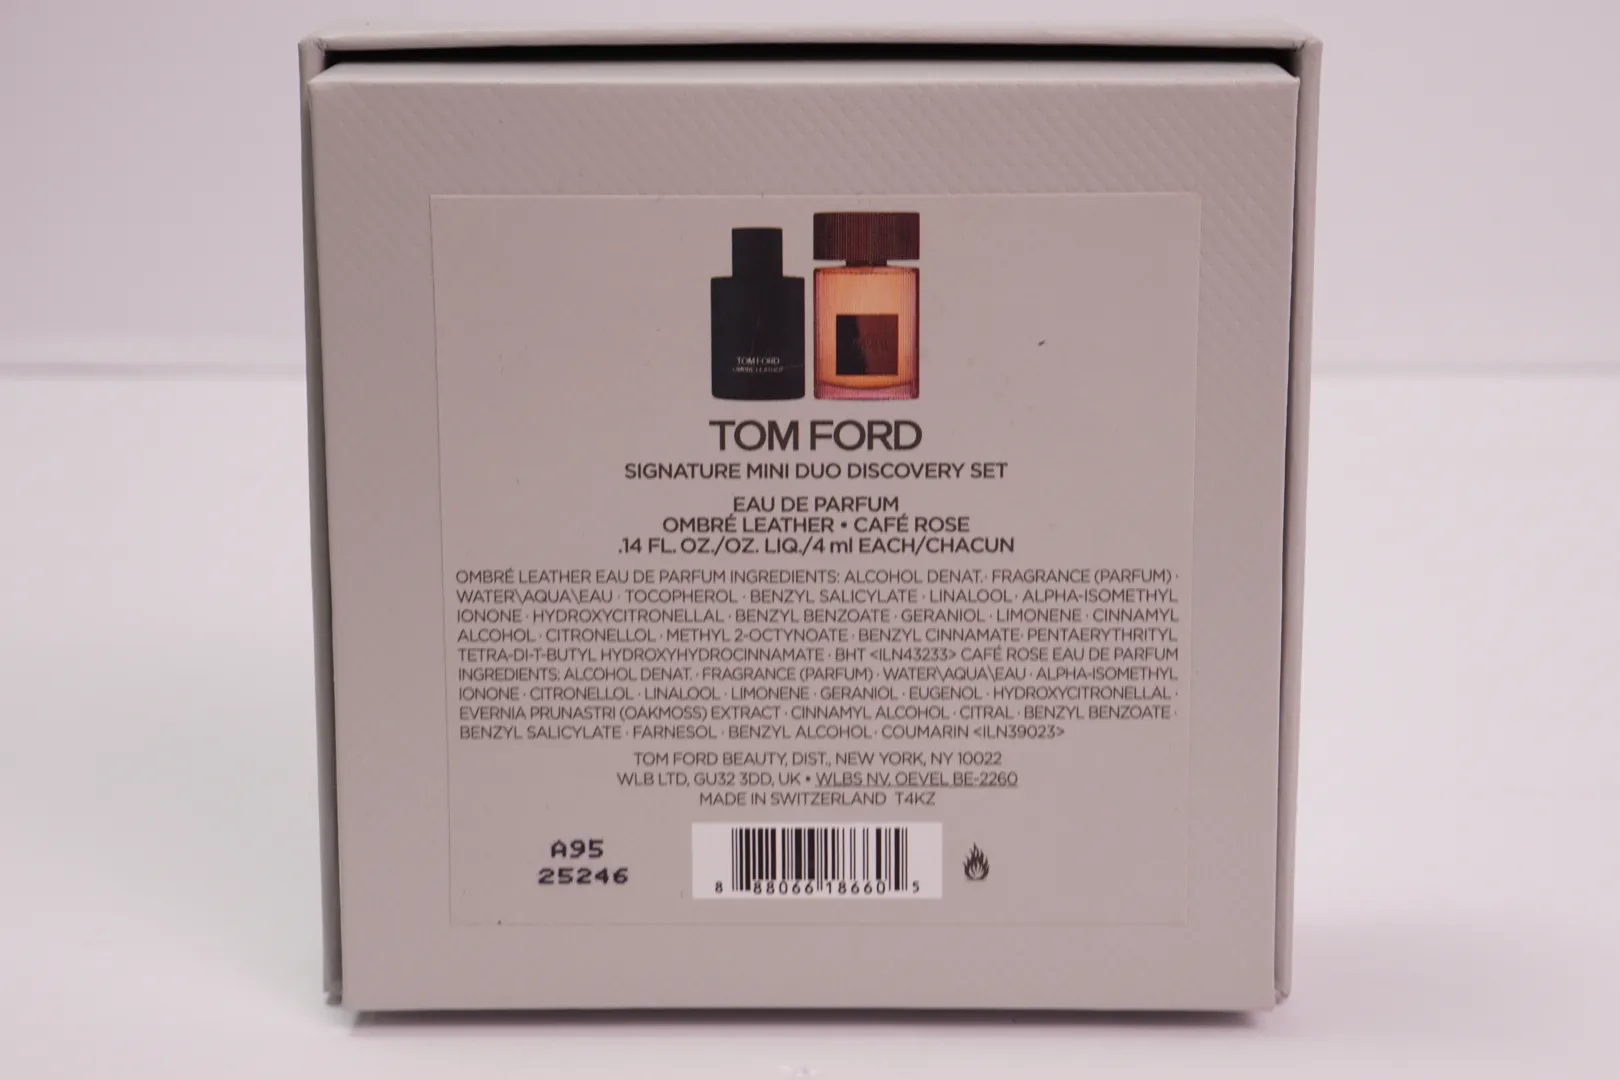 TOM FORD
OMBRÉ LEATHER
TOM FORD
SIGNATURE MINI DUO DISCOVERY SET
EAU DE PARFUM
OMBRÉ LEATHER • CAFÉ ROSE
.14 FL. OZ./OZ. LIQ./4 ml EACH/CHACUN
OMBRÉ LEATHER EAU DE PARFUM INGREDIENTS: ALCOHOL DENAT. · FRAGRANCE (PARFUM) ·
WATER\AQUA\EAU · TOCOPHEROL · BENZYL SALICYLATE · LINALOOL · ALPHA-ISOMETHYL
IONONE · HYDROXYCITRONELLAL · BENZYL BENZOATE · GERANIOL · LIMONENE · CINNAMYL
ALCOHOL · CITRONELLOL · METHYL 2-OCTYNOATE · BENZYL CINNAMATE · PENTAERYTHRITYL
TETRA-DI-T-BUTYL HYDROXYHYDROCINNAMATE · BHT <ILN43233> CAFÉ ROSE EAU DE PARFUM
INGREDIENTS: ALCOHOL DENAT. · FRAGRANCE (PARFUM) · WATER\AQUA\EAU · ALPHA-ISOMETHYL
IONONE · CITRONELLOL · LINALOOL · LIMONENE · GERANIOL · EUGENOL · HYDROXYCITRONELLAL ·
EVERNIA PRUNASTRI (OAKMOSS) EXTRACT · CINNAMYL ALCOHOL · CITRAL · BENZYL BENZOATE ·
BENZYL SALICYLATE · FARNESOL · BENZYL ALCOHOL · COUMARIN <ILN39023>
TOM FORD BEAUTY, DIST., NEW YORK, NY 10022
WLB LTD, GU32 3DD, UK • WLBS NV, OEVEL BE-2260
MADE IN SWITZERLAND T4KZ
A95
25246
8 88066 18660 5